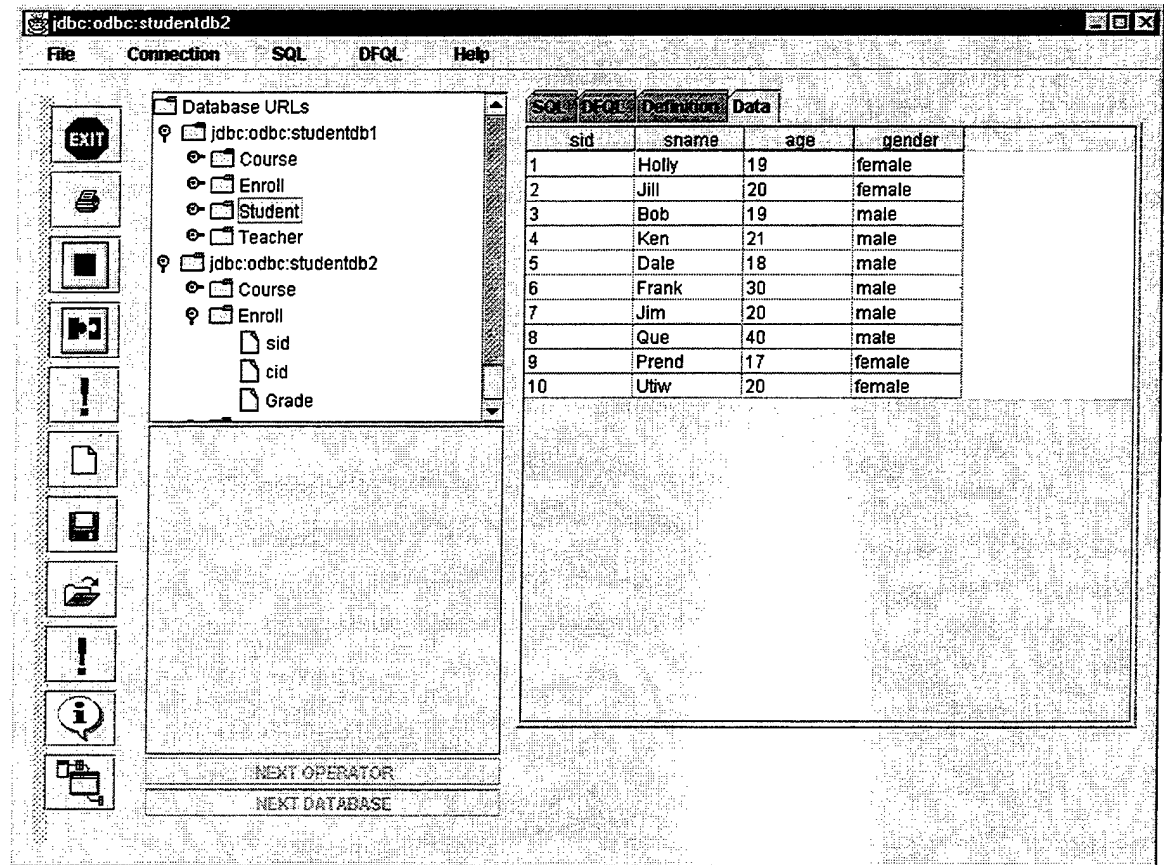 jdbc:odbc:studentdb2
File Connection SQL DFQL Help
EXIT
Database URLs
jdbc:odbc:studentdb1
Course
Enroll
Student
Teacher
jdbc:odbc:studentdb2
Course
Enroll
sid
cid
Grade
NEXT OPERATOR
NEXT DATABASE
SQL DFQL Definition Data
sid sname age gender
1 Holly 19 female
2 Jill 20 female
3 Bob 19 male
4 Ken 21 male
5 Dale 18 male
6 Frank 30 male
7 Jim 20 male
8 Que 40 male
9 Prend 17 female
10 Utiw 20 female